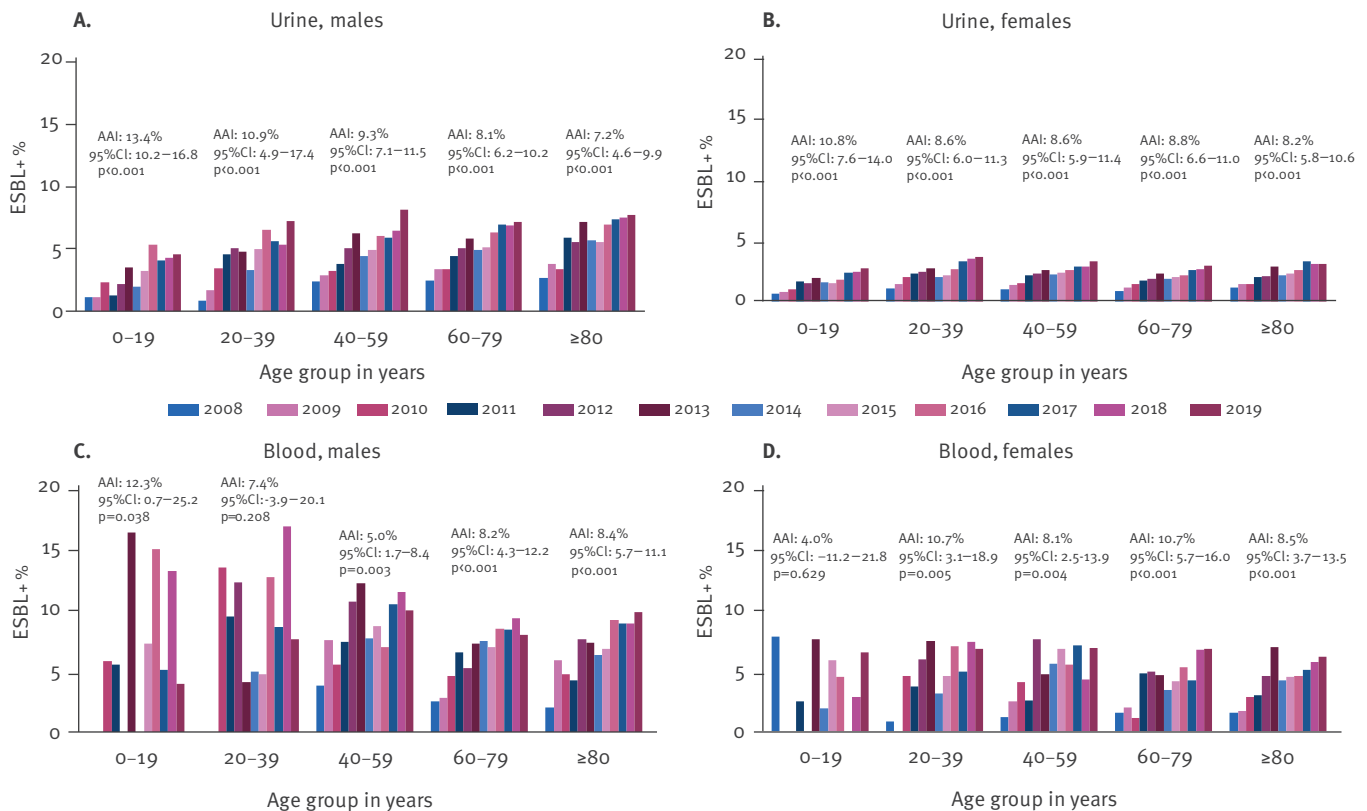 A.
Urine, males
20
15
10
5
0
ESBL+ %
AAI: 13.4%
95%CI: 10.2–16.8
p<0.001
AAI: 10.9%
95%CI: 4.9–17.4
p<0.001
AAI: 9.3%
95%CI: 7.1–11.5
p<0.001
AAI: 8.1%
95%CI: 6.2–10.2
p<0.001
AAI: 7.2%
95%CI: 4.6–9.9
p<0.001
0–19 20–39 40–59 60–79 ≥80
Age group in years
B.
Urine, females
20
15
10
5
0
ESBL+ %
AAI: 10.8%
95%CI: 7.6–14.0
p<0.001
AAI: 8.6%
95%CI: 6.0–11.3
p<0.001
AAI: 8.6%
95%CI: 5.9–11.4
p<0.001
AAI: 8.8%
95%CI: 6.6–11.0
p<0.001
AAI: 8.2%
95%CI: 5.8–10.6
p<0.001
0–19 20–39 40–59 60–79 ≥80
Age group in years
2008 2009 2010 2011 2012 2013 2014 2015 2016 2017 2018 2019
C.
Blood, males
20
15
10
5
0
ESBL+ %
AAI: 12.3%
95%CI: 0.7–25.2
p=0.038
AAI: 7.4%
95%CI:-3.9–20.1
p=0.208
AAI: 5.0%
95%CI: 1.7–8.4
p=0.003
AAI: 8.2%
95%CI: 4.3–12.2
p<0.001
AAI: 8.4%
95%CI: 5.7–11.1
p<0.001
0–19 20–39 40–59 60–79 ≥80
Age group in years
D.
Blood, females
20
15
10
5
0
ESBL+ %
AAI: 4.0%
95%CI: –11.2–21.8
p=0.629
AAI: 10.7%
95%CI: 3.1–18.9
p=0.005
AAI: 8.1%
95%CI: 2.5-13.9
p=0.004
AAI: 10.7%
95%CI: 5.7–16.0
p<0.001
AAI: 8.5%
95%CI: 3.7–13.5
p<0.001
0–19 20–39 40–59 60–79 ≥80
Age group in years